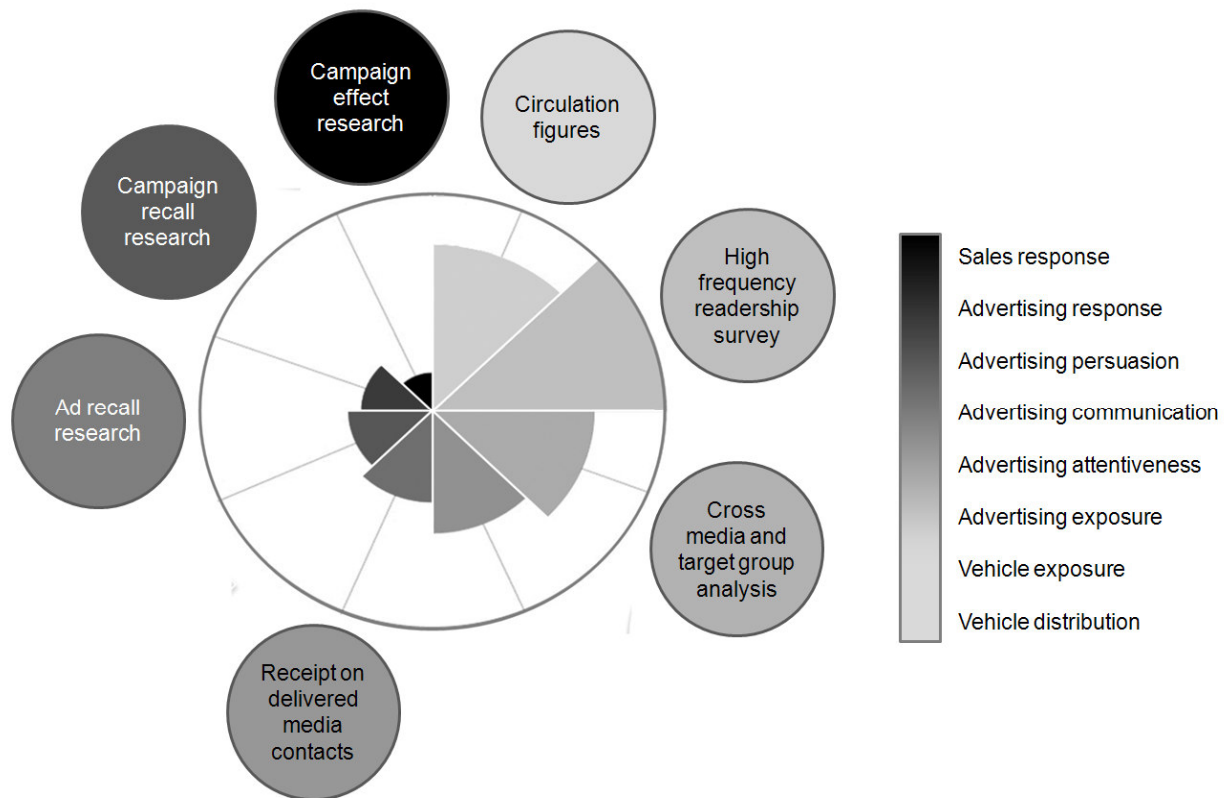 Campaign
effect
research
Circulation
figures
Campaign
recall
research
High
frequency
readership
survey
Ad recall
research
Cross
media and
target group
analysis
Receipt on
delivered
media
contacts
Sales response
Advertising response
Advertising persuasion
Advertising communication
Advertising attentiveness
Advertising exposure
Vehicle exposure
Vehicle distribution